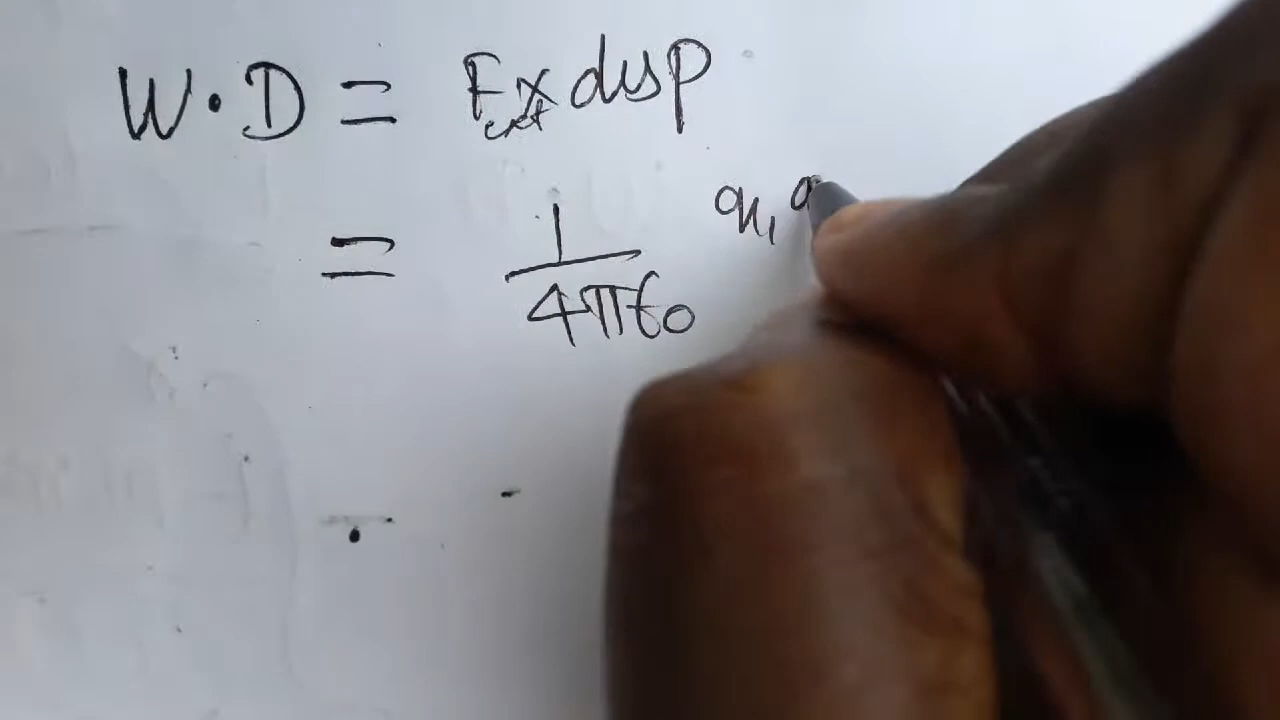 W·D = F_ext x disp
= 1/4πϵ₀ q₁ q